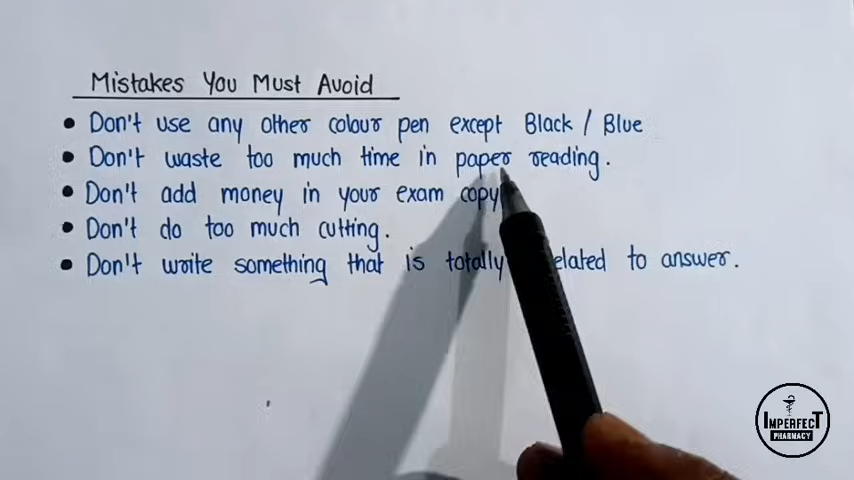 Mistakes You Must Avoid
• Don't use any other colour pen except Black / Blue
• Don't waste too much time in paper reading.
• Don't add money in your exam copy
• Don't do too much cutting.
• Don't write something that is totally elated to answer.
IMPERFECT
PHARMACY